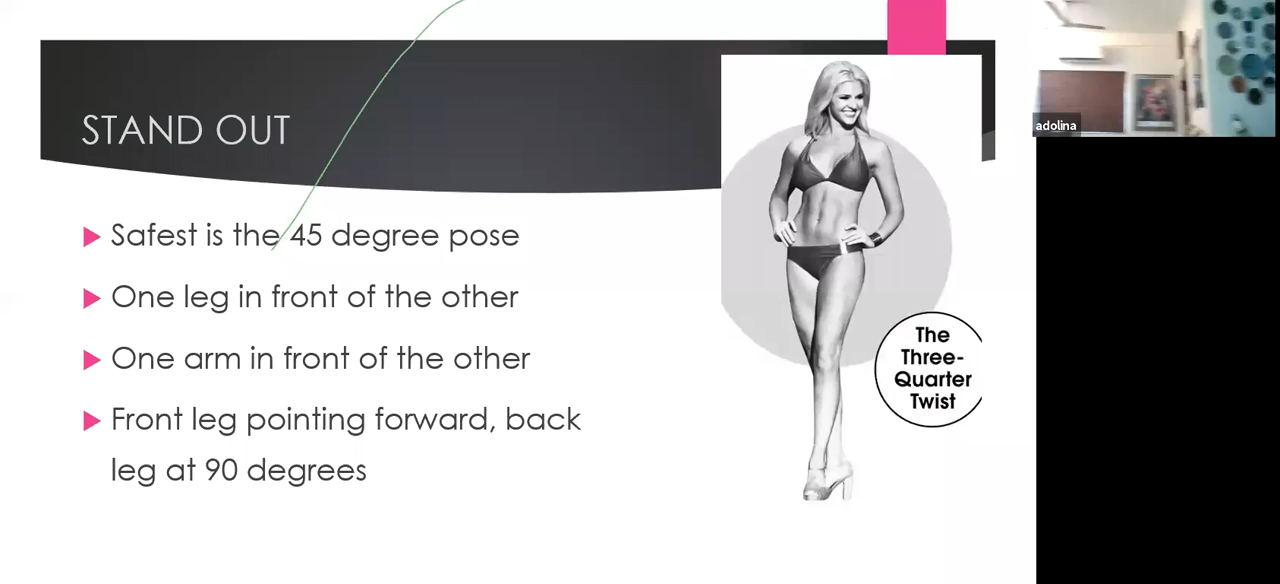 STAND OUT
Safest is the 45 degree pose
One leg in front of the other
One arm in front of the other
Front leg pointing forward, back
leg at 90 degrees
The
Three-
Quarter
Twist
adolina